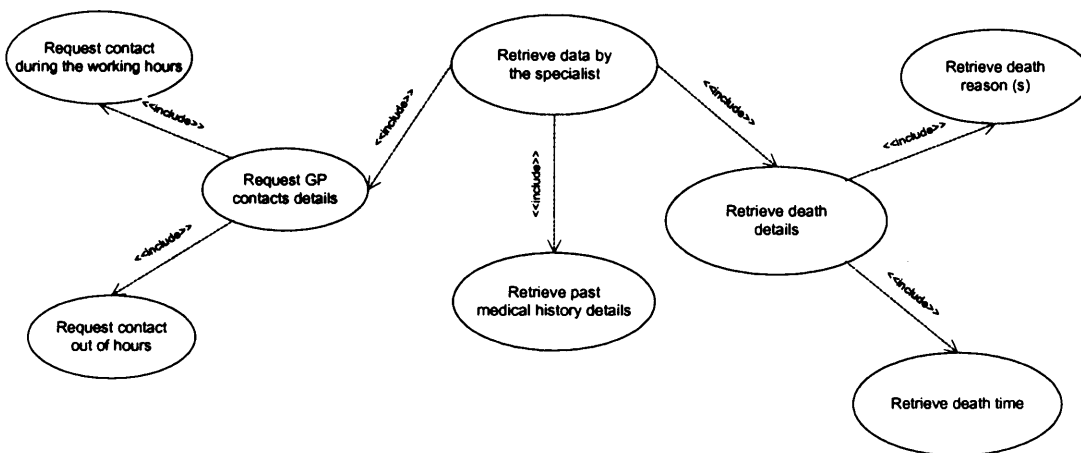 Request contact
during the working hours
Retrieve data by
the specialist
Retrieve death
reason (s)
<<include>>
<<include>>
<<include>>
<<include>>
<<include>>
Request GP
contacts details
Retrieve death
details
<<include>>
<<include>>
Retrieve past
medical history details
Request contact
out of hours
Retrieve death time